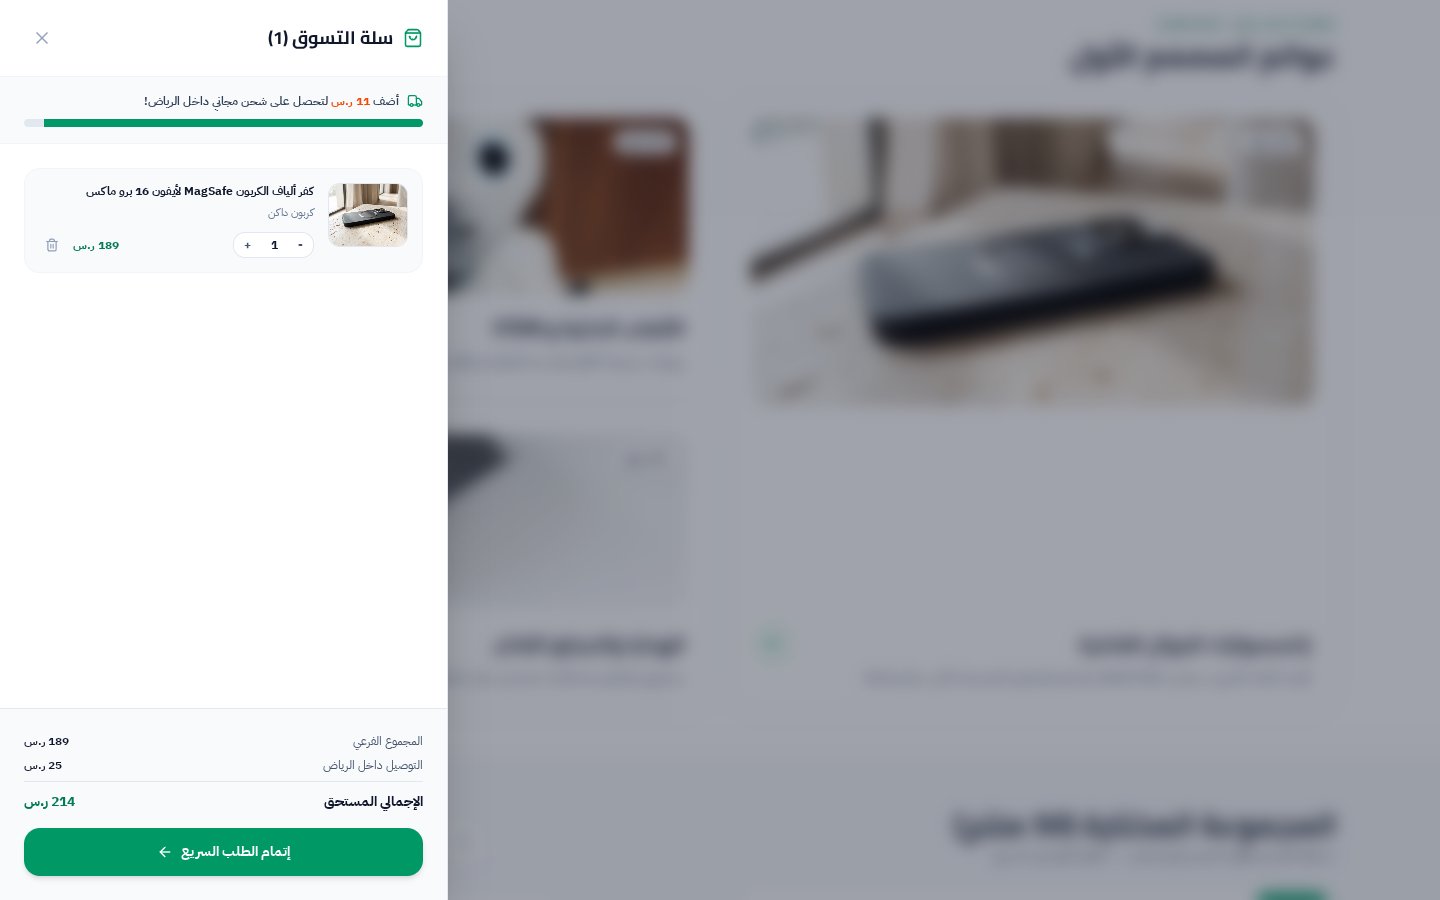 سلة التسوق (1)
أضف 11 ر.س لتحصل على شحن مجاني داخل الرياض!
كفر ألياف الكربون MagSafe لأيفون 16 برو ماكس
كربون داكن
- 1 +
189 ر.س
المجموع الفرعي 189 ر.س
التوصيل داخل الرياض 25 ر.س
الإجمالي المستحق 214 ر.س
إتمام الطلب السريع